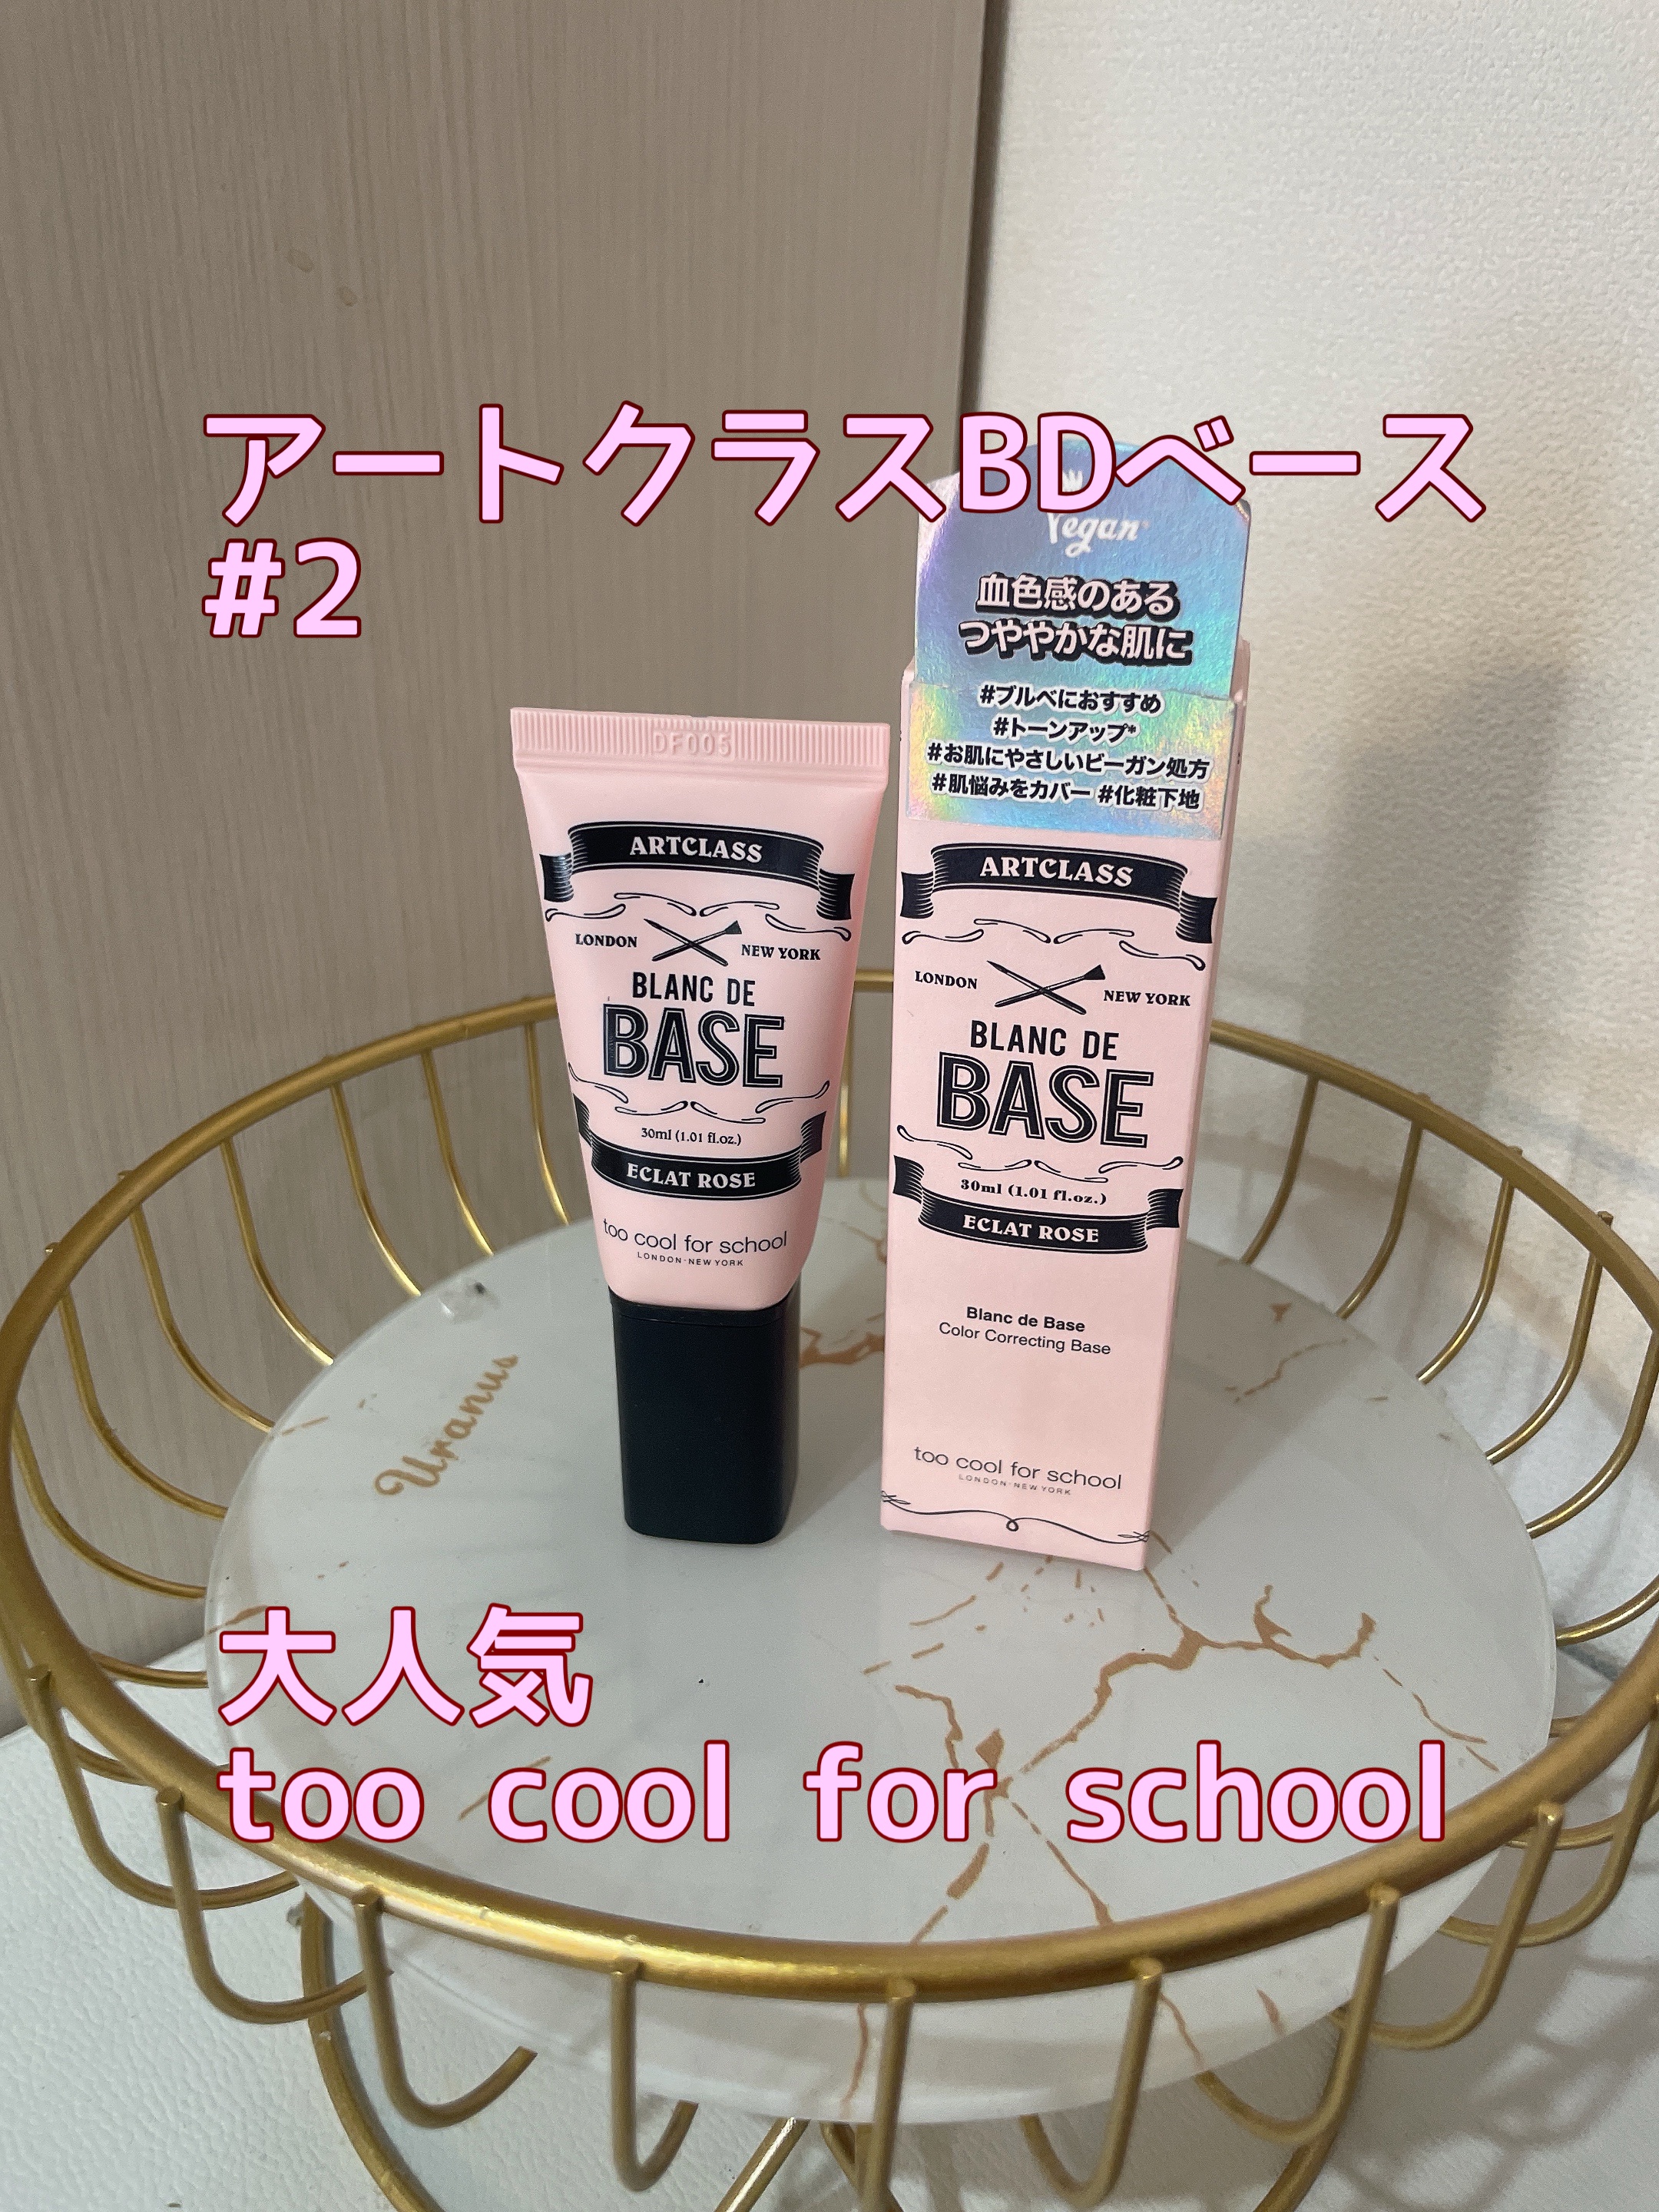 アートクラスBDベース
#2
Vegan
血色感のある
つややかな肌に
#ブルベにおすすめ
#トーンアップ*
#お肌にやさしいビーガン処方
#肌悩みをカバー #化粧下地
DF005
ARTCLASS
LONDON NEW YORK
BLANC DE
BASE
30ml (1.01 fl.oz.)
ECLAT ROSE
too cool for school
LONDON·NEW YORK
ARTCLASS
LONDON NEW YORK
BLANC DE
BASE
30ml (1.01 fl.oz.)
ECLAT ROSE
Blanc de Base
Color Correcting Base
too cool for school
LONDON·NEW YORK
Uranus
大人気
too cool for school